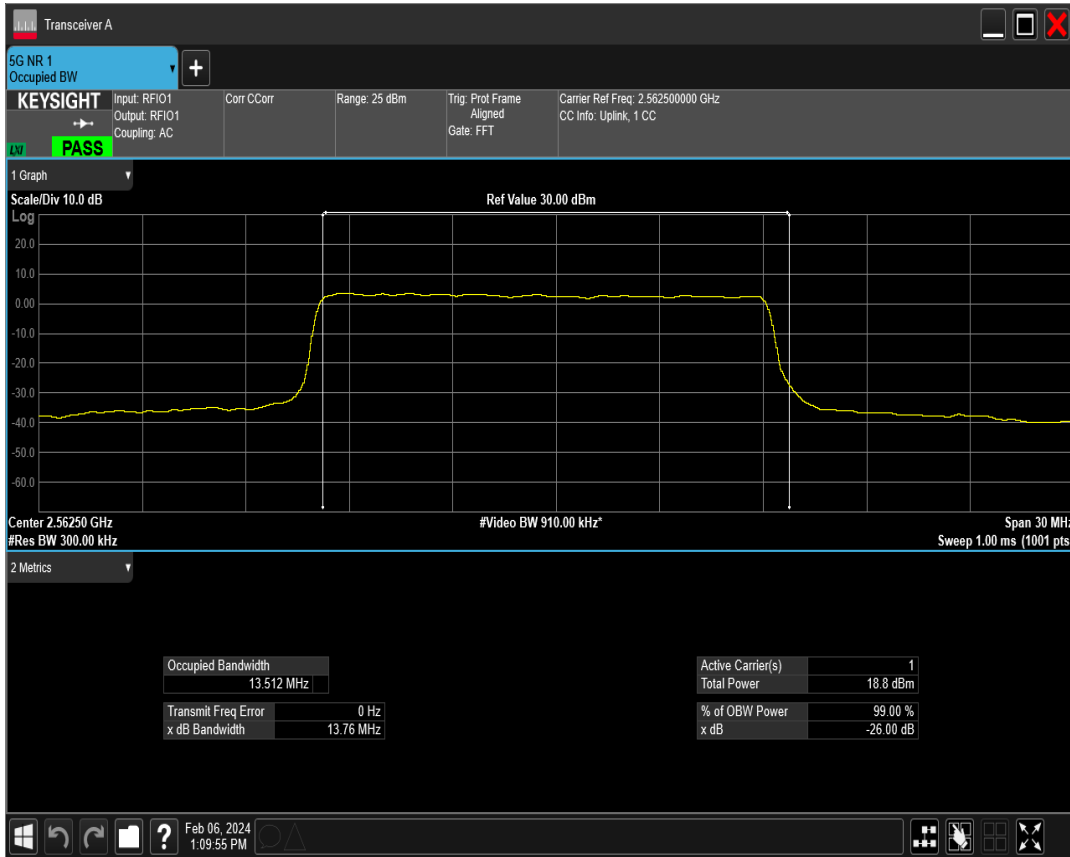 Transceiver A
5G NR 1
Occupied BW
KEYSIGHT
LXI
PASS
Input: RFIO1
Output: RFIO1
Coupling: AC
Corr CCorr
Range: 25 dBm
Trig: Prot Frame
Aligned
Gate: FFT
Carrier Ref Freq: 2.562500000 GHz
CC Info: Uplink, 1 CC
1 Graph
Scale/Div 10.0 dB
Ref Value 30.00 dBm
Log
20.0
10.0
0.00
-10.0
-20.0
-30.0
-40.0
-50.0
-60.0
Center 2.56250 GHz
#Video BW 910.00 kHz*
Span 30 MHz
#Res BW 300.00 kHz
Sweep 1.00 ms (1001 pts
2 Metrics
Occupied Bandwidth
13.512 MHz
Transmit Freq Error 0 Hz
x dB Bandwidth 13.76 MHz
Active Carrier(s) 1
Total Power 18.8 dBm
% of OBW Power 99.00 %
x dB -26.00 dB
?
Feb 06, 2024
1:09:55 PM